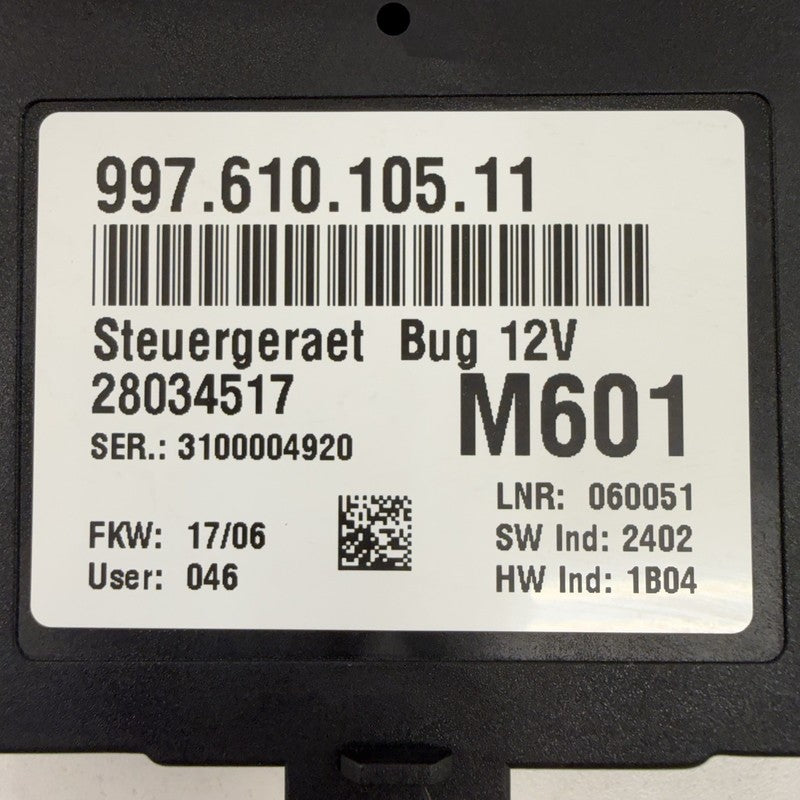 997.610.105.11
Steuergeraet Bug 12V
28034517
M601
SER.: 3100004920
LNR: 060051
FKW: 17/06
SW Ind: 2402
User: 046
HW Ind: 1B04